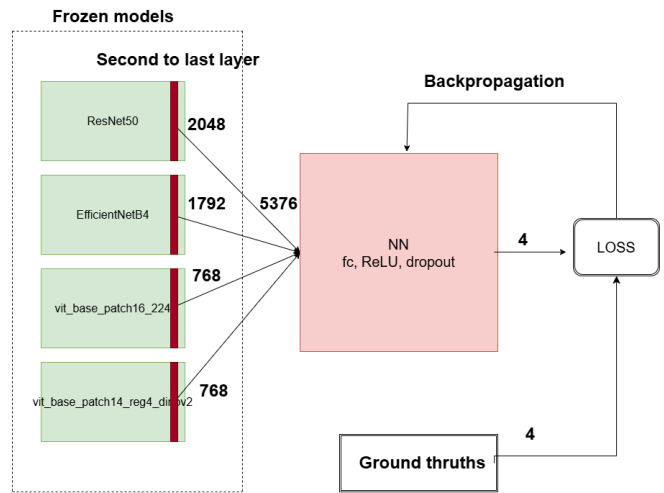 Frozen models
Second to last layer
Backpropagation
ResNet50
2048
EfficientNetB4
1792
5376
NN
fc, ReLU, dropout
4
LOSS
vit_base_patch16_224
768
vit_base_patch14_reg4_dinov2
768
4
Ground thruths